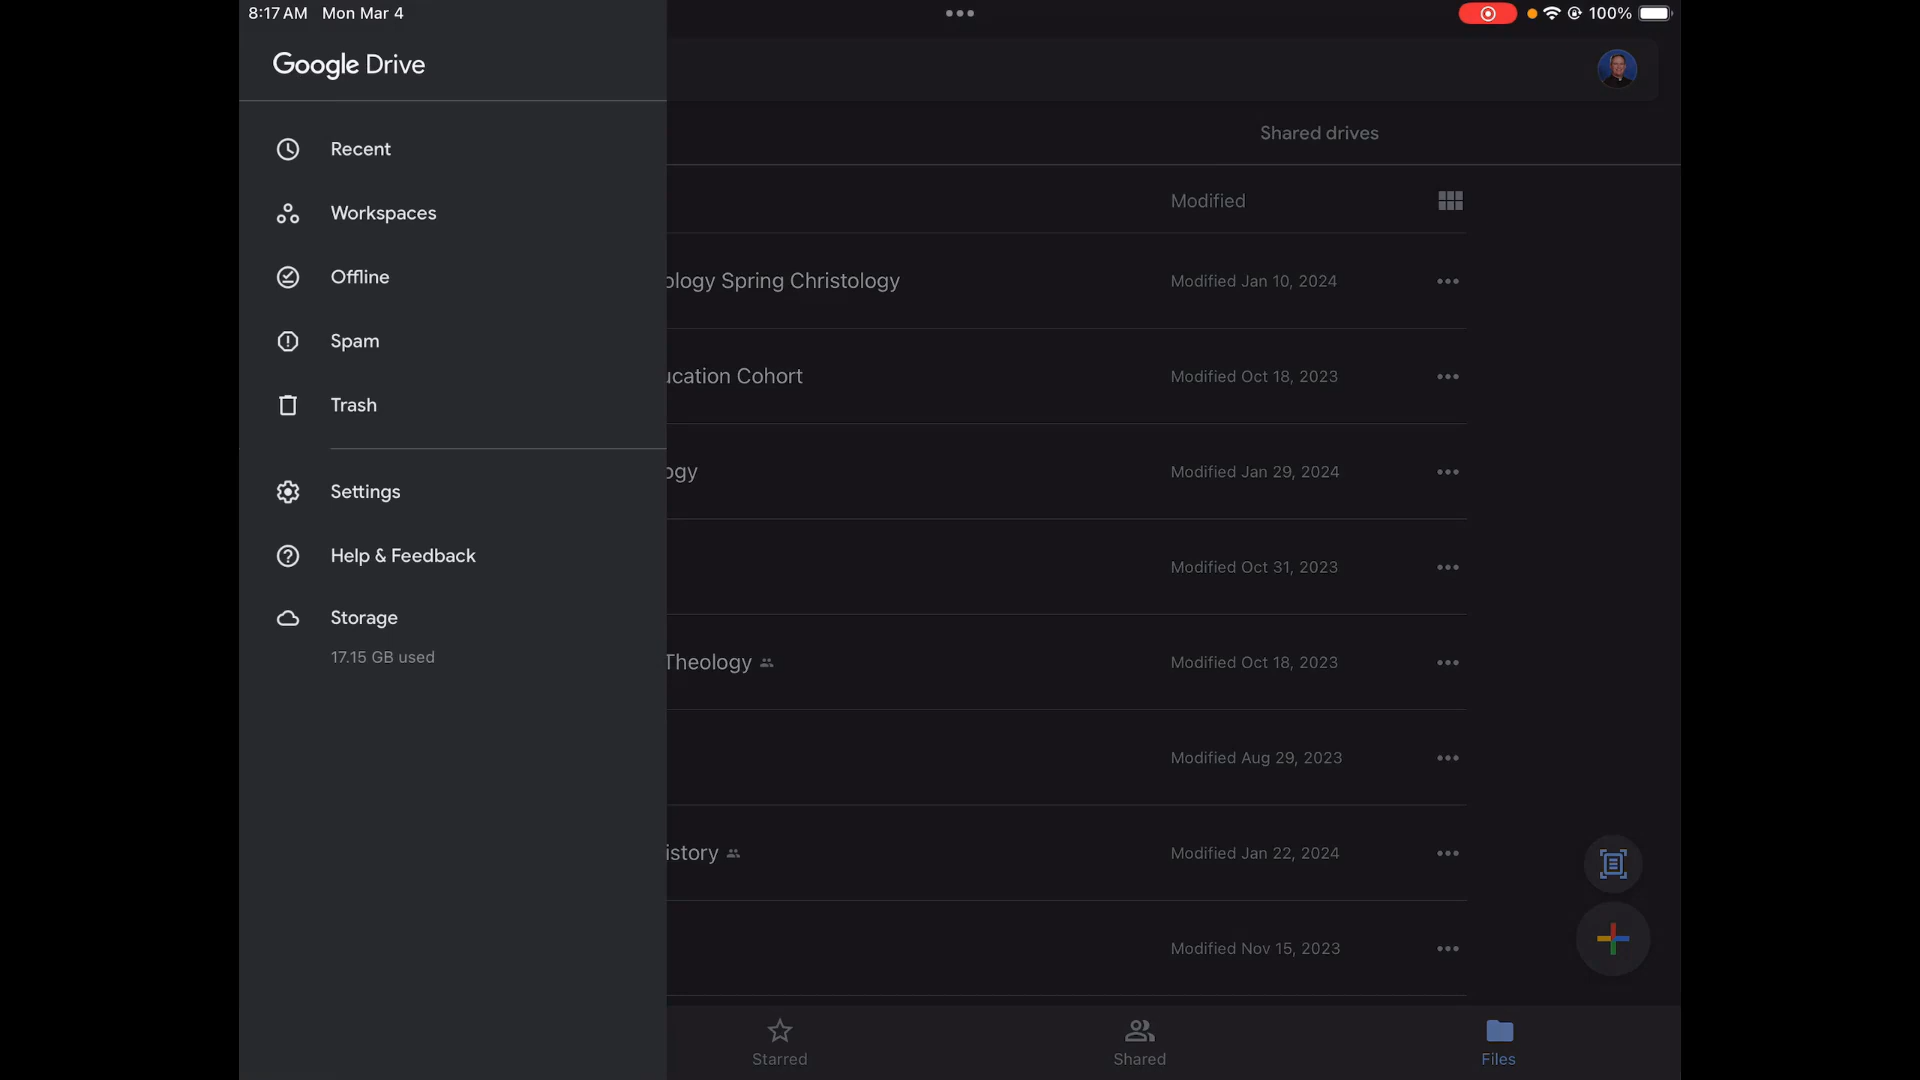 8:17 AM Mon Mar 4
100%
Google Drive
Recent
Workspaces
Offline
Spam
Trash
Settings
Help & Feedback
Storage
17.15 GB used
Shared drives
Modified
ology Spring Christology
Modified Jan 10, 2024
ucation Cohort
Modified Oct 18, 2023
ogy
Modified Jan 29, 2024
Modified Oct 31, 2023
Theology
Modified Oct 18, 2023
Modified Aug 29, 2023
istory
Modified Jan 22, 2024
Modified Nov 15, 2023
Starred
Shared
Files